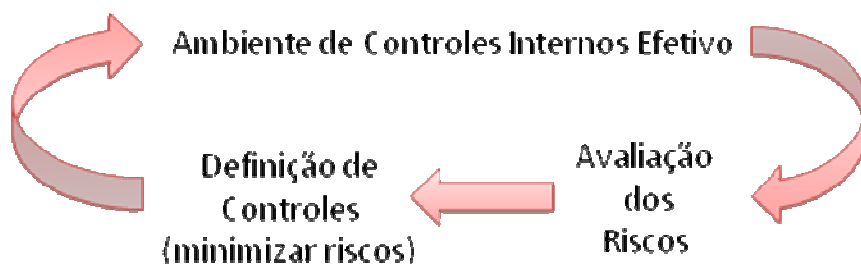 Ambiente de Controles Internos Efetivo
Definição de
Controles
(minimizar riscos)
Avaliação
dos
Riscos